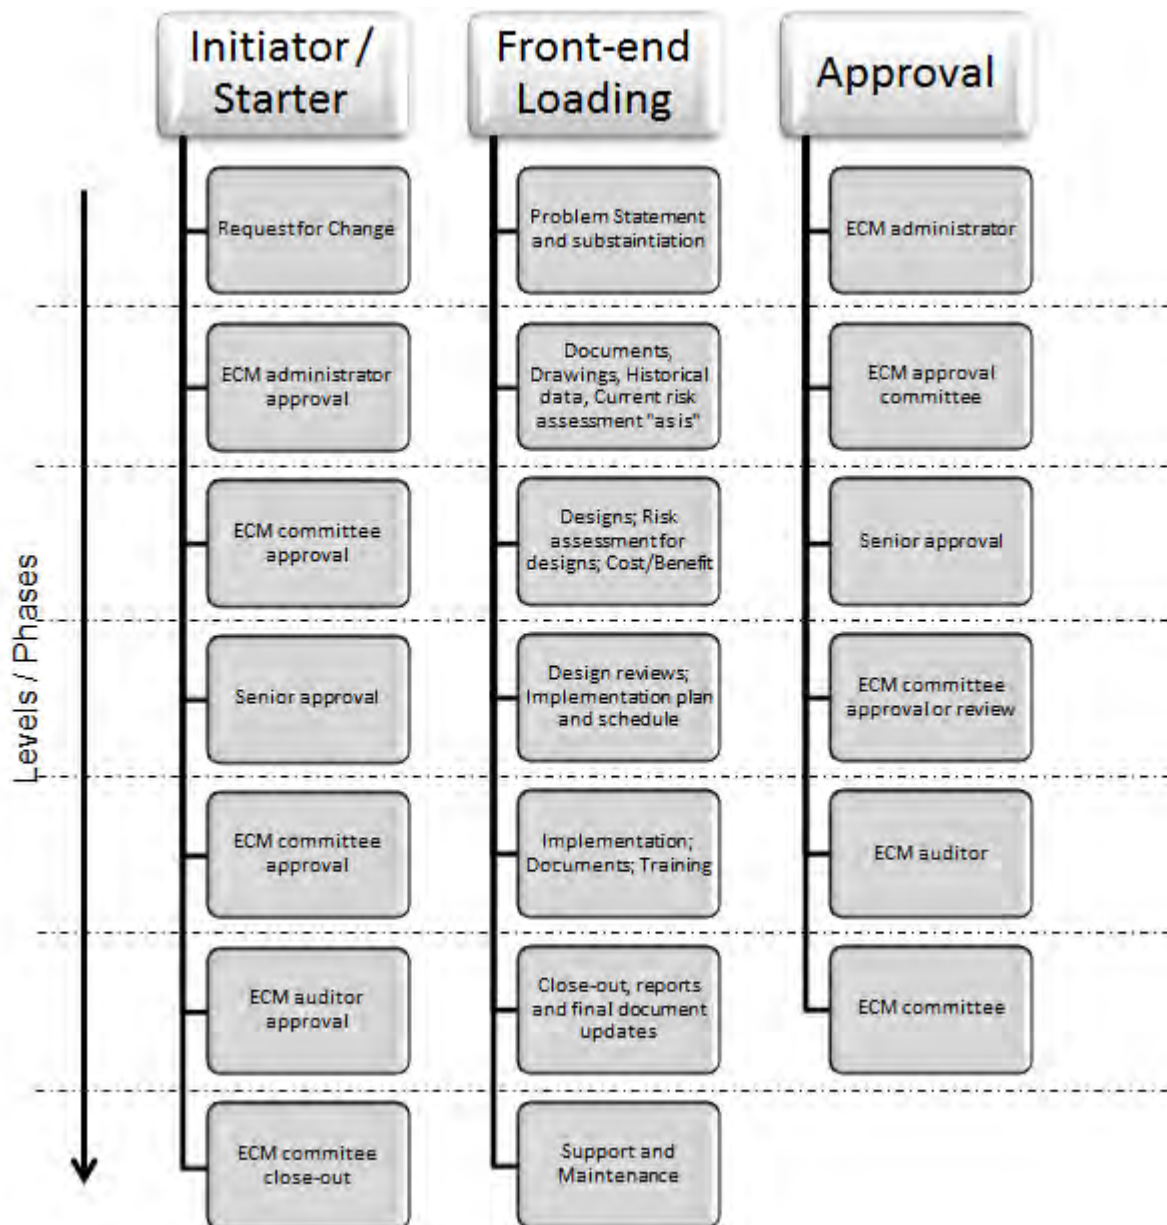 Initiator /
Starter
Front-end
Loading
Approval
Levels / Phases
Request for Change
Problem Statement
and substaintiation
ECM administrator
ECM administrator
approval
Documents,
Drawings, Historical
data, Current risk
assessment "as is"
ECM approval
committee
ECM committee
approval
Designs; Risk
assessment for
designs; Cost/Benefit
Senior approval
Senior approval
Design reviews;
Implementation plan
and schedule
ECM committee
approval or review
ECM committee
approval
Implementation;
Documents; Training
ECM auditor
ECM auditor
approval
Close-out, reports
and final document
updates
ECM committee
ECM commitee
close-out
Support and
Maintenance